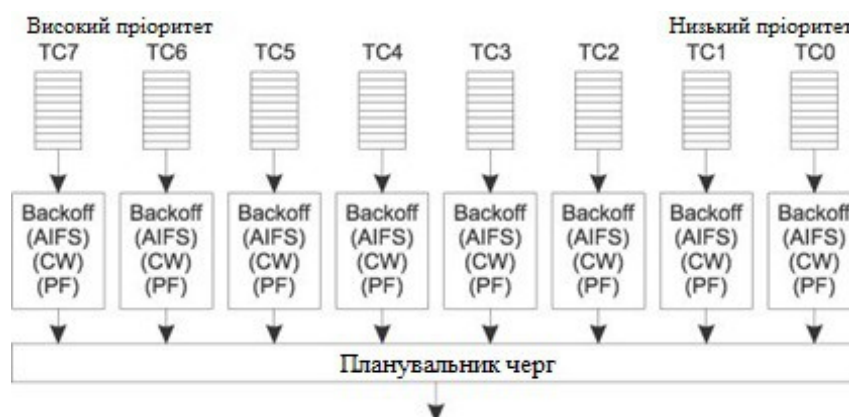 Високий пріоритет
Низький пріоритет
TC7 TC6 TC5 TC4 TC3 TC2 TC1 TC0
Backoff Backoff Backoff Backoff Backoff Backoff Backoff Backoff
(AIFS) (AIFS) (AIFS) (AIFS) (AIFS) (AIFS) (AIFS) (AIFS)
(CW) (CW) (CW) (CW) (CW) (CW) (CW) (CW)
(PF) (PF) (PF) (PF) (PF) (PF) (PF) (PF)
Планувальник черг